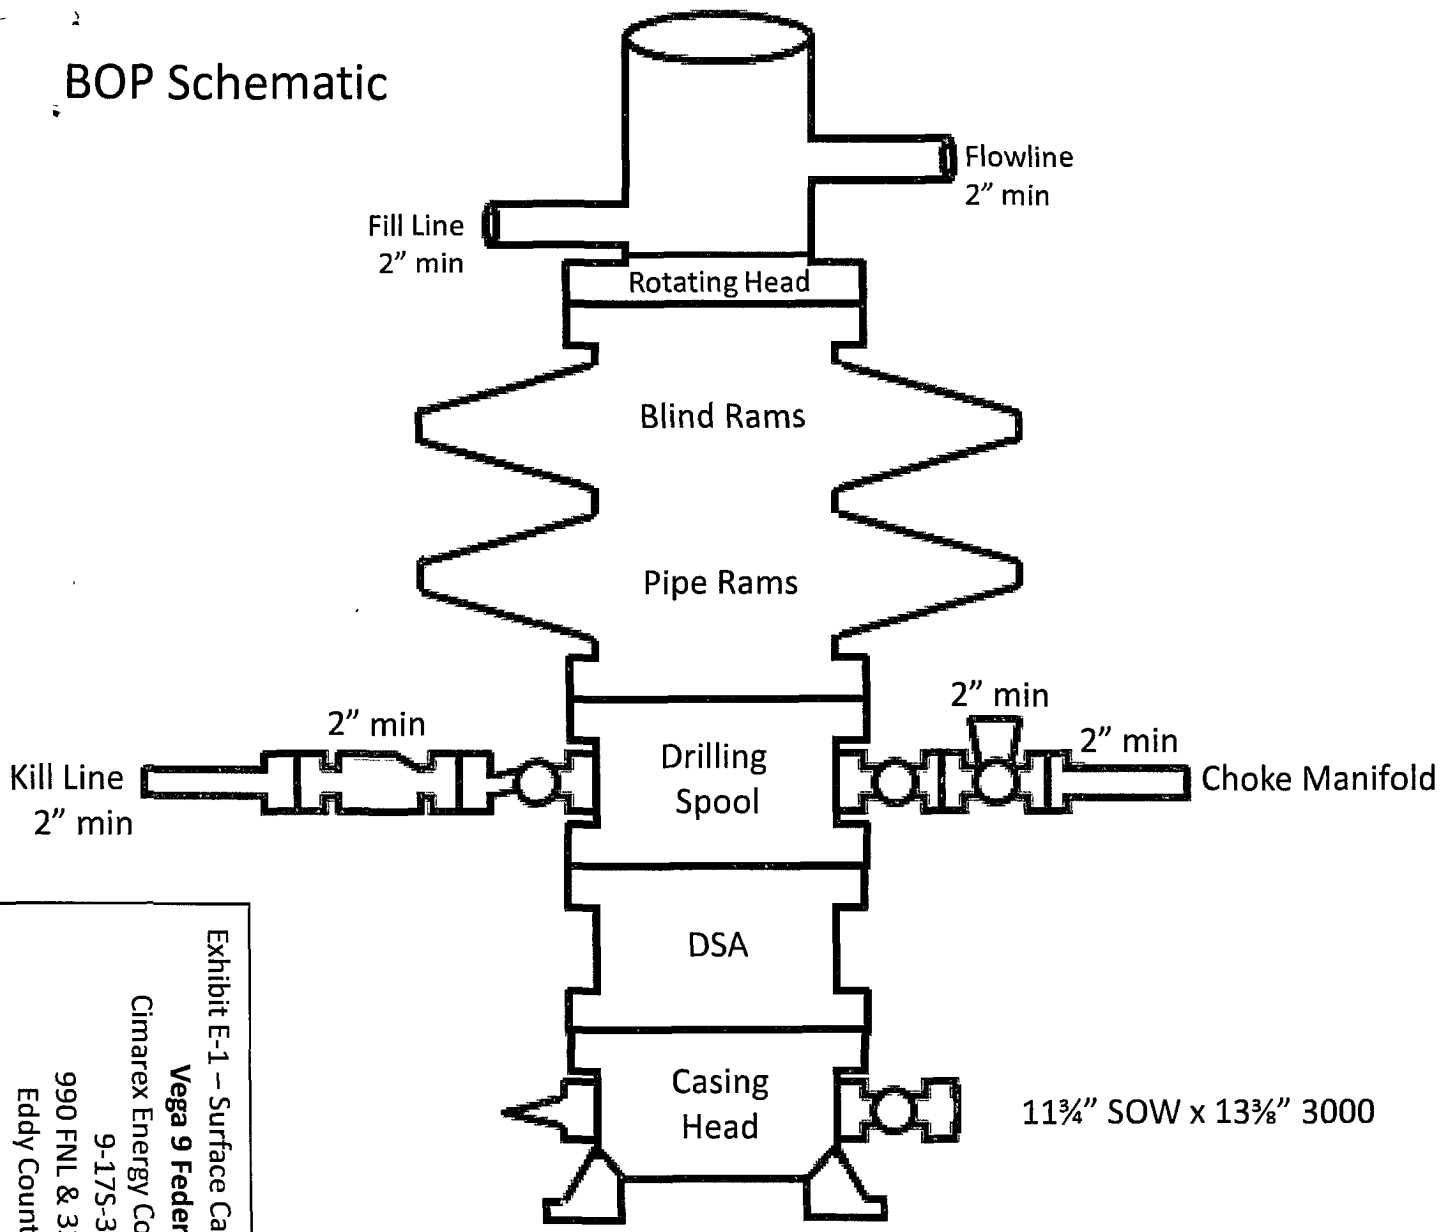 BOP Schematic
Flowline
2” min
Fill Line
2” min
Rotating Head
Blind Rams
Pipe Rams
2” min
2” min
2” min
Drilling
Spool
Kill Line
2” min
Choke Manifold
DSA
Casing
Head
11¾” SOW x 13⅜” 3000
Exhibit E-1 – Surface Ca
Vega 9 Feder
Cimarex Energy Co
9-17S-3
990 FNL & 3
Eddy Count